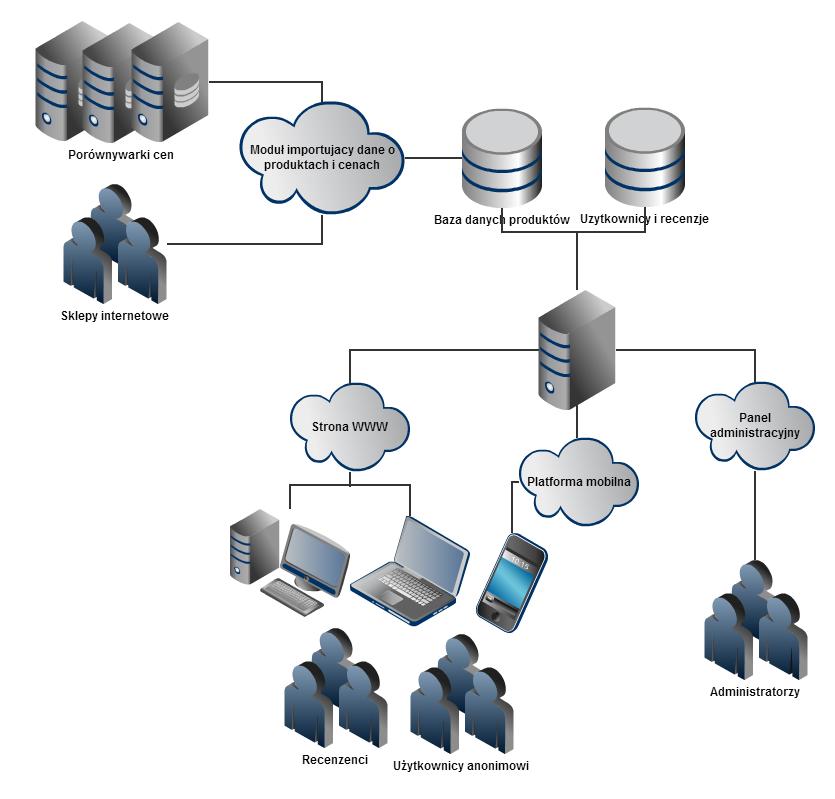 Porównywarki cen
Moduł importujacy dane o
produktach i cenach
Baza danych produktów
Uzytkownicy i recenzje
Sklepy internetowe
Strona WWW
Panel
administracyjny
Platforma mobilna
10:15
Administratorzy
Recenzenci
Użytkownicy anonimowi